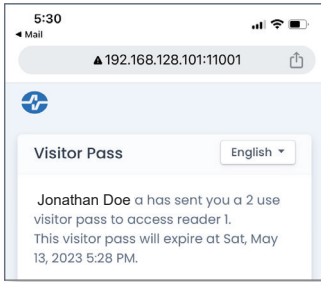 5:30
◀ Mail
192.168.128.101:11001
Visitor Pass
English
Jonathan Doe a has sent you a 2 use
visitor pass to access reader 1.
This visitor pass will expire at Sat, May
13, 2023 5:28 PM.